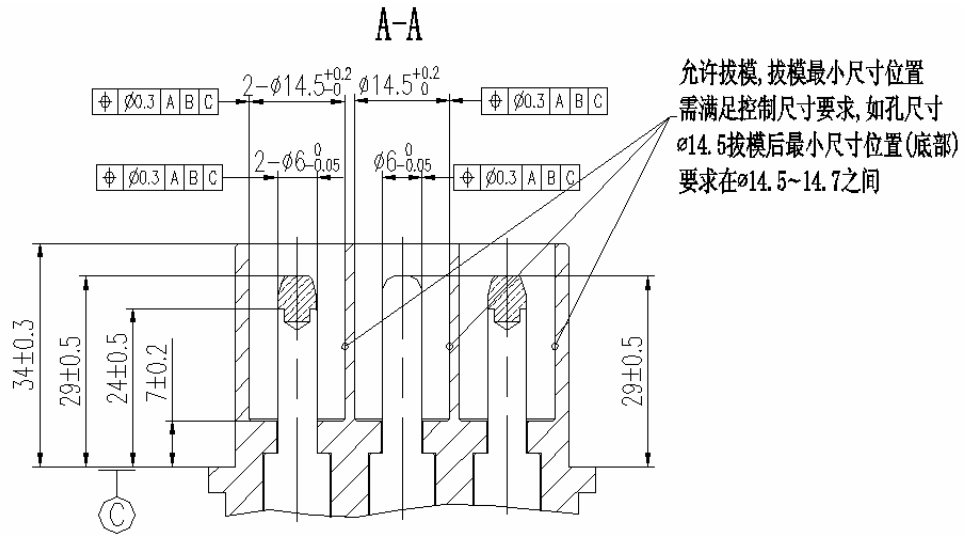 A-A
2-ø14.5+0.2 -0
ø14.5+0.2 0
⌖ ø0.3 A B C
⌖ ø0.3 A B C
允许拔模,拔模最小尺寸位置
需满足控制尺寸要求,如孔尺寸
ø14.5拔模后最小尺寸位置(底部)
要求在ø14.5~14.7之间
2-ø6 0 -0.05
ø6 0 -0.05
⌖ ø0.3 A B C
⌖ ø0.3 A B C
34±0.3
29±0.5
24±0.5
7±0.2
29±0.5
C